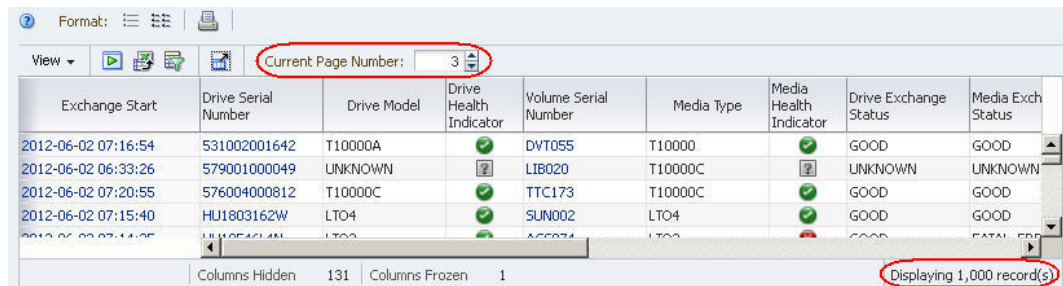 Format:
View Current Page Number: 3
Exchange Start Drive Serial Number Drive Model Drive Health Indicator Volume Serial Number Media Type Media Health Indicator Drive Exchange Status Media Exch Status
2012-06-02 07:16:54 531002001642 T10000A DVT055 T10000 GOOD GOOD
2012-06-02 06:33:26 579001000049 UNKNOWN ? LIB020 T10000C ? UNKNOWN UNKNOWN
2012-06-02 07:20:55 576004000812 T10000C TTC173 T10000C GOOD GOOD
2012-06-02 07:15:40 HU1803162W LTO4 SUN002 LTO4 GOOD GOOD
Columns Hidden 131 Columns Frozen 1 Displaying 1,000 record(s)